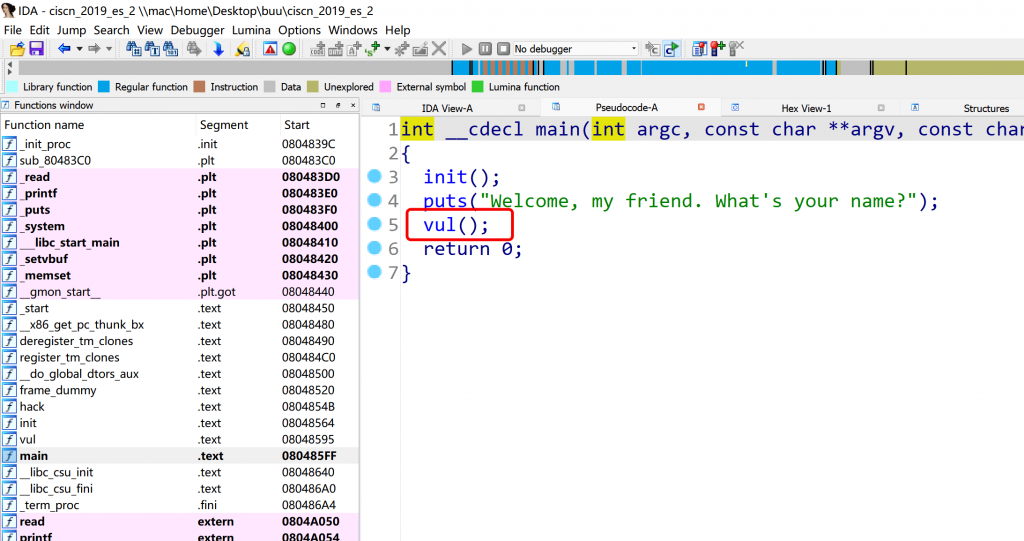 IDA - ciscn_2019_es_2 \\mac\Home\Desktop\buu\ciscn_2019_es_2
File Edit Jump Search View Debugger Lumina Options Windows Help
No debugger
Library function Regular function Instruction Data Unexplored External symbol Lumina function
Functions window
IDA View-A Pseudocode-A Hex View-1 Structures
Function name Segment Start
_init_proc .init 0804839C
sub_80483C0 .plt 080483C0
_read .plt 080483D0
_printf .plt 080483E0
_puts .plt 080483F0
_system .plt 08048400
___libc_start_main .plt 08048410
_setvbuf .plt 08048420
_memset .plt 08048430
__gmon_start__ .plt.got 08048440
_start .text 08048450
__x86_get_pc_thunk_bx .text 08048480
deregister_tm_clones .text 08048490
register_tm_clones .text 080484C0
__do_global_dtors_aux .text 08048500
frame_dummy .text 08048520
hack .text 0804854B
init .text 08048564
vul .text 08048595
main .text 080485FF
__libc_csu_init .text 08048640
__libc_csu_fini .text 080486A0
_term_proc .fini 080486A4
read extern 0804A050
printf extern 0804A054
1 int __cdecl main(int argc, const char **argv, const char
2 {
3 init();
4 puts("Welcome, my friend. What's your name?");
5 vul();
6 return 0;
7 }